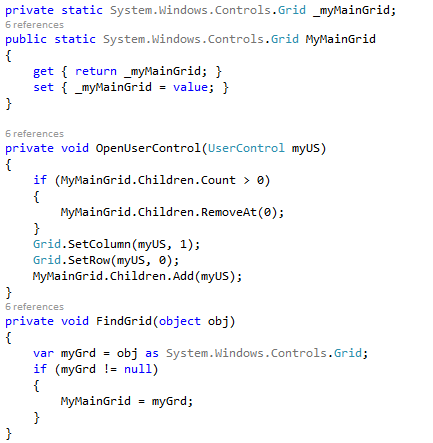 private static System.Windows.Controls.Grid _myMainGrid;
6 references
public static System.Windows.Controls.Grid MyMainGrid
{
get { return _myMainGrid; }
set { _myMainGrid = value; }
}
6 references
private void OpenUserControl(UserControl myUS)
{
if (MyMainGrid.Children.Count > 0)
{
MyMainGrid.Children.RemoveAt(0);
}
Grid.SetColumn(myUS, 1);
Grid.SetRow(myUS, 0);
MyMainGrid.Children.Add(myUS);
}
6 references
private void FindGrid(object obj)
{
var myGrd = obj as System.Windows.Controls.Grid;
if (myGrd != null)
{
MyMainGrid = myGrd;
}
}